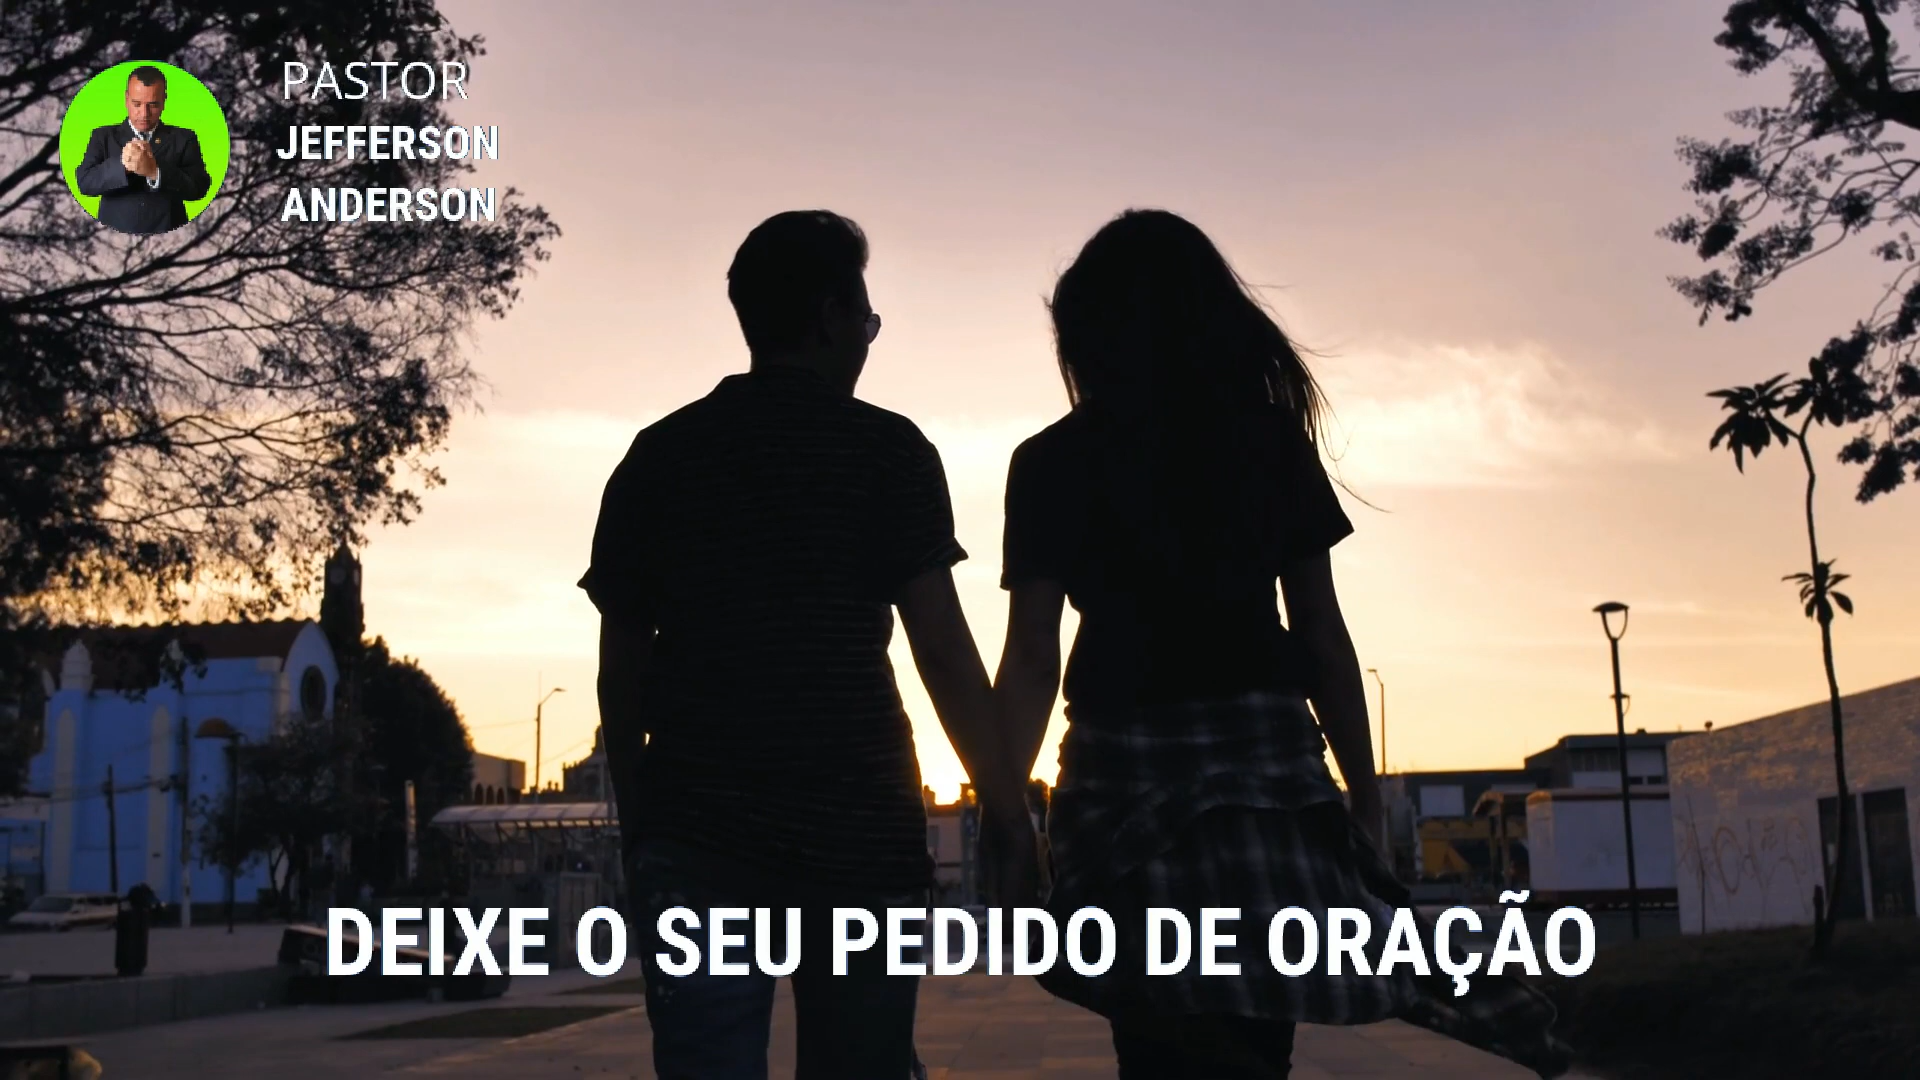 PASTOR
JEFFERSON
ANDERSON
DEIXE O SEU PEDIDO DE ORAÇÃO